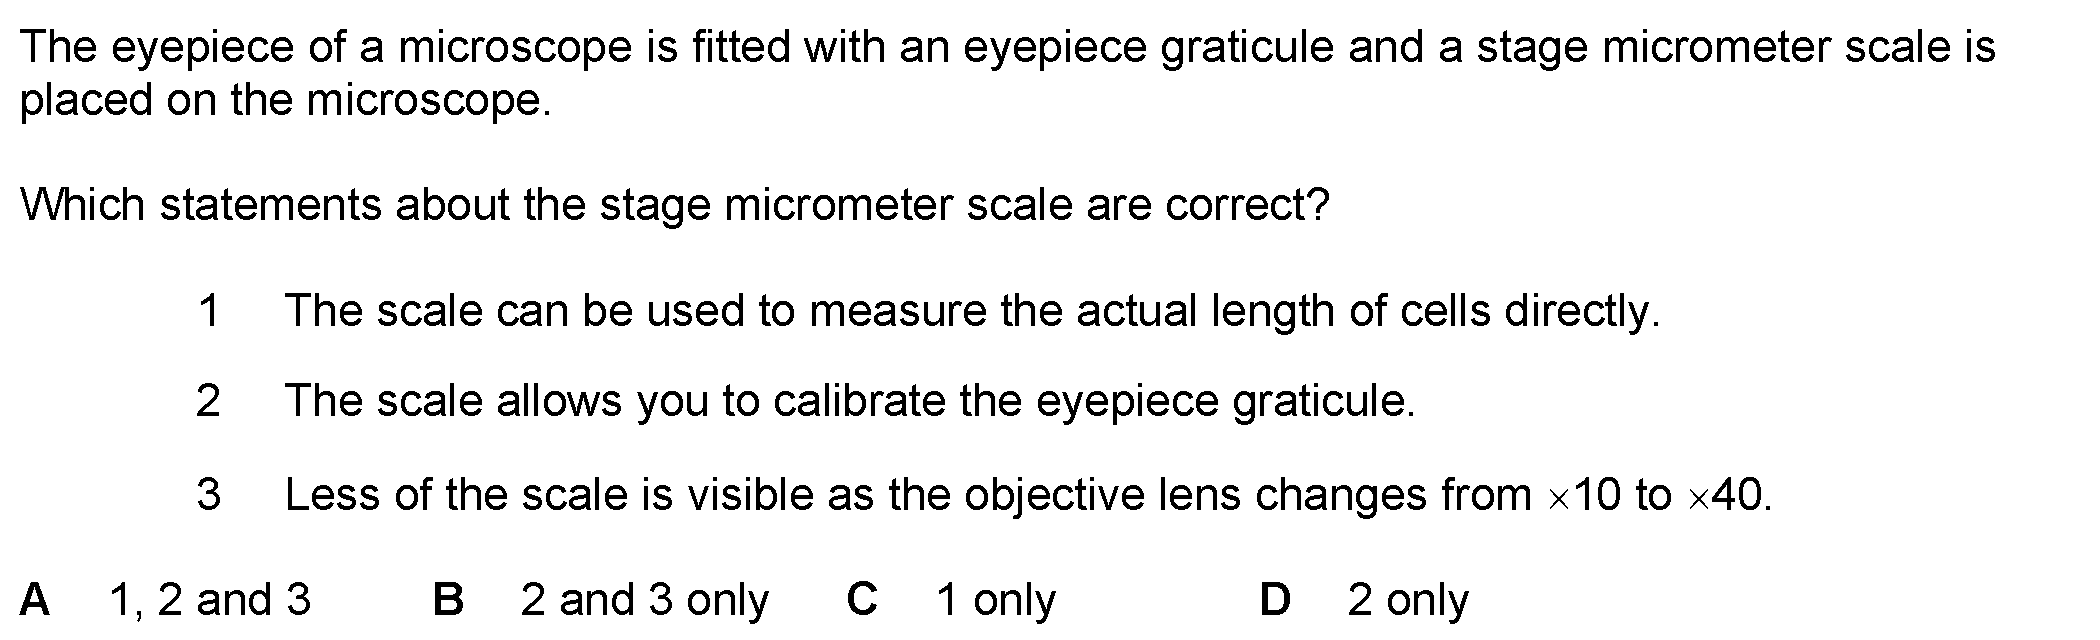 The eyepiece of a microscope is fitted with an eyepiece graticule and a stage micrometer scale is
placed on the microscope.
Which statements about the stage micrometer scale are correct?
1 The scale can be used to measure the actual length of cells directly.
2 The scale allows you to calibrate the eyepiece graticule.
3 Less of the scale is visible as the objective lens changes from ×10 to ×40.
A 1, 2 and 3 B 2 and 3 only C 1 only D 2 only